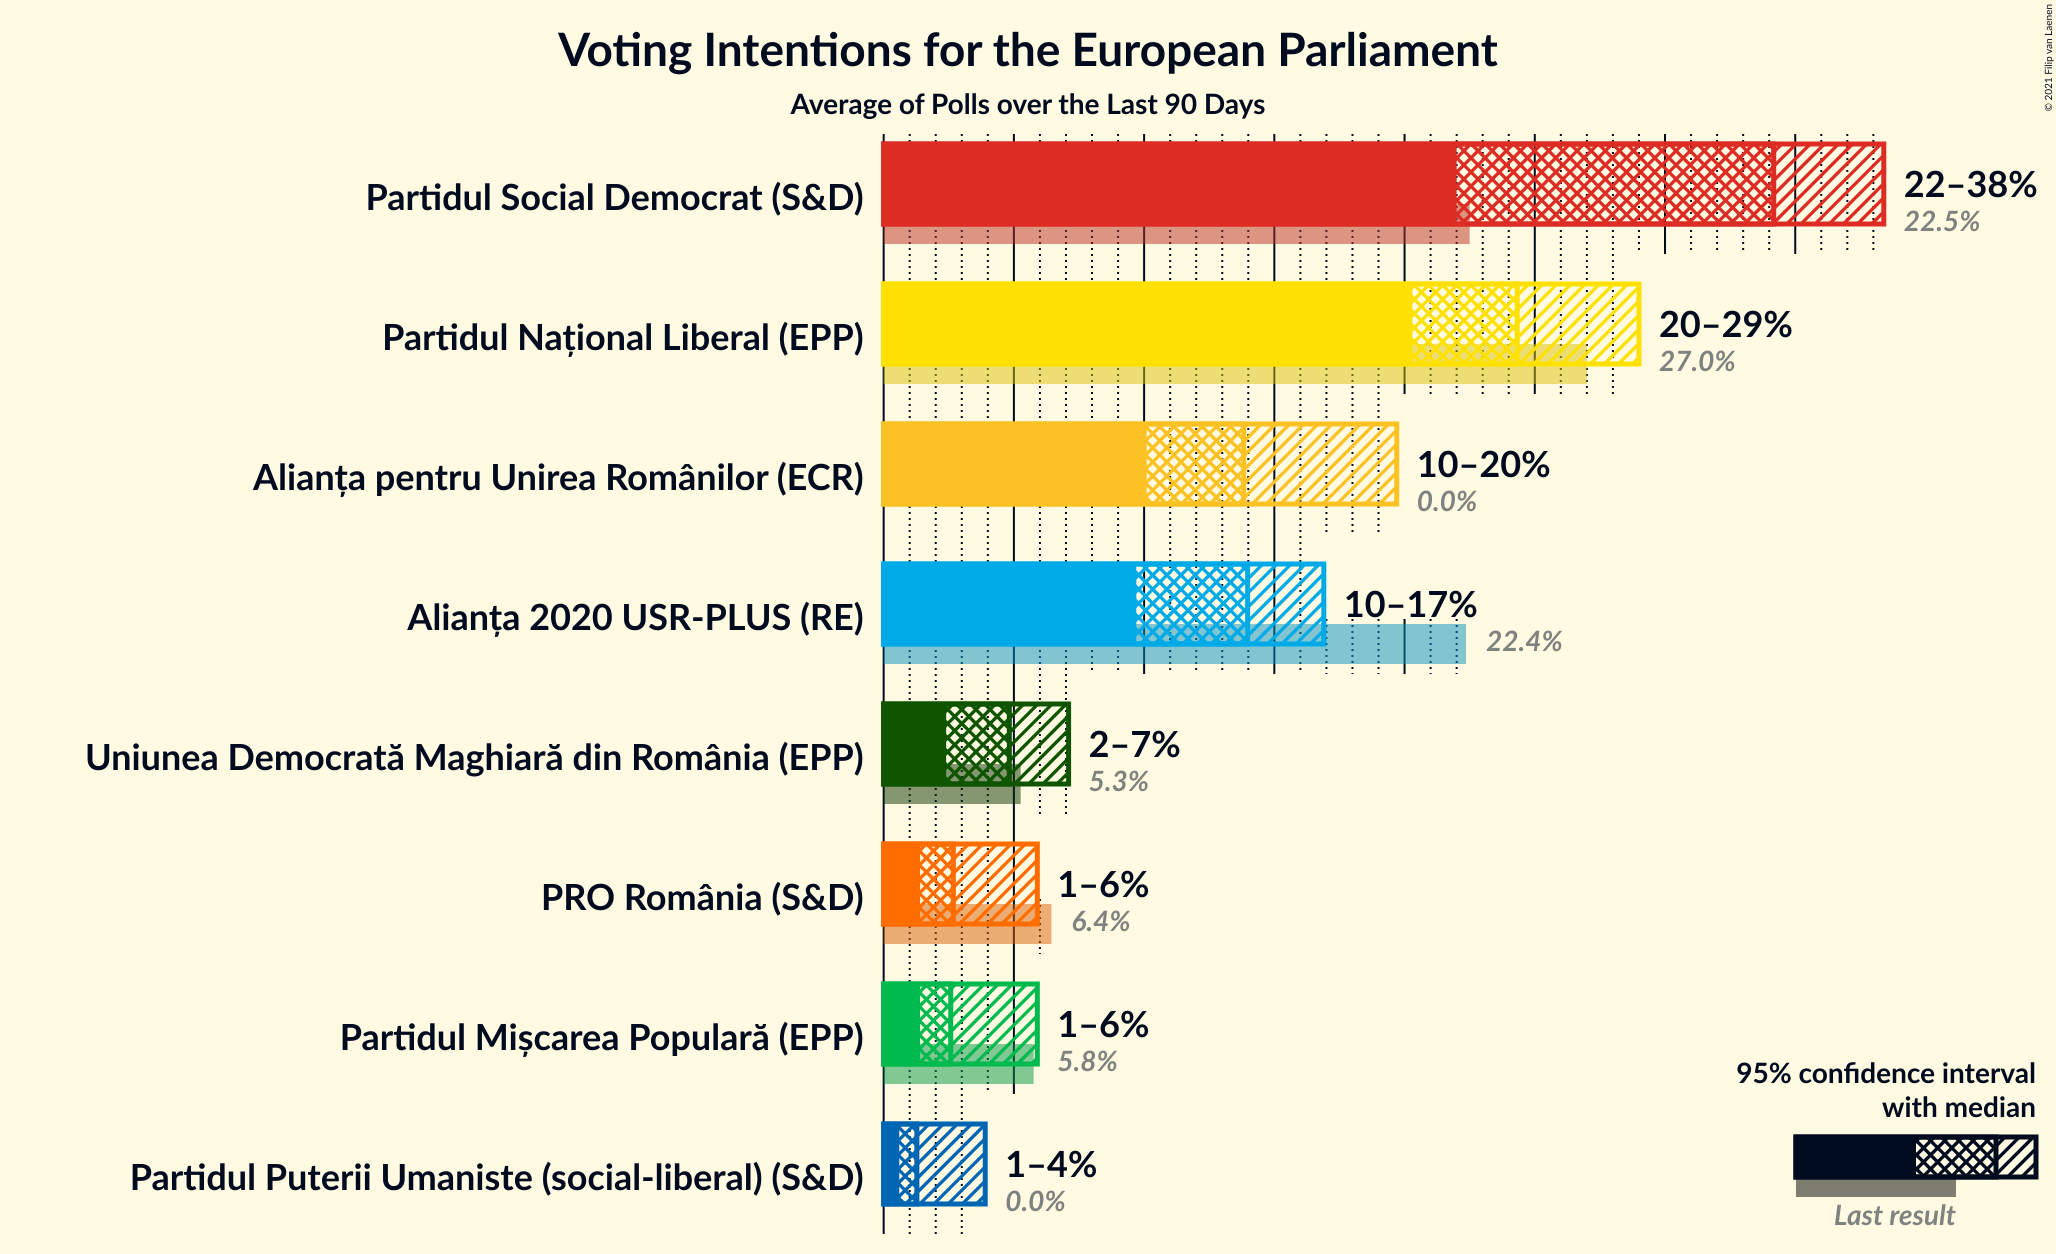 Voting Intentions for the European Parliament
Average of Polls over the Last 90 Days
© 2021 Filip van Laenen
Partidul Social Democrat (S&D)
22–38%
22.5%
Partidul Național Liberal (EPP)
20–29%
27.0%
Alianța pentru Unirea Românilor (ECR)
10–20%
0.0%
Alianța 2020 USR-PLUS (RE)
10–17%
22.4%
Uniunea Democrată Maghiară din România (EPP)
2–7%
5.3%
PRO România (S&D)
1–6%
6.4%
Partidul Mișcarea Populară (EPP)
1–6%
5.8%
Partidul Puterii Umaniste (social-liberal) (S&D)
1–4%
0.0%
95% confidence interval
with median
Last result